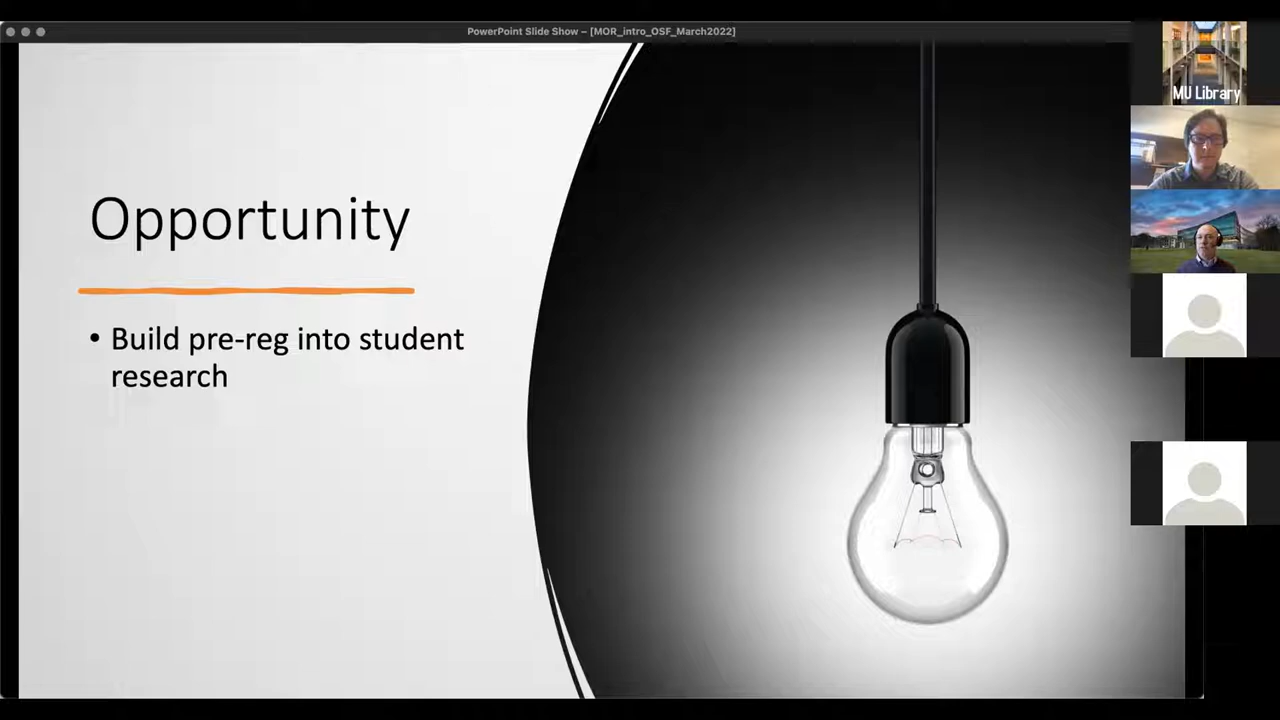 PowerPoint Slide Show – [MOR_intro_OSF_March2022]
MU Library
Opportunity
• Build pre-reg into student
research